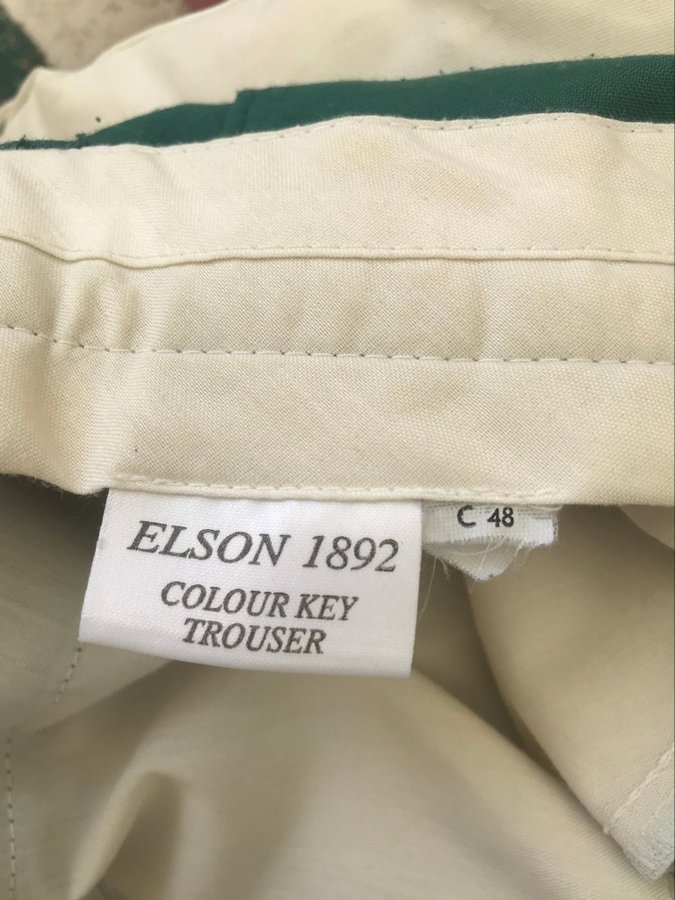 ELSON 1892
COLOUR KEY
TROUSER
C 48